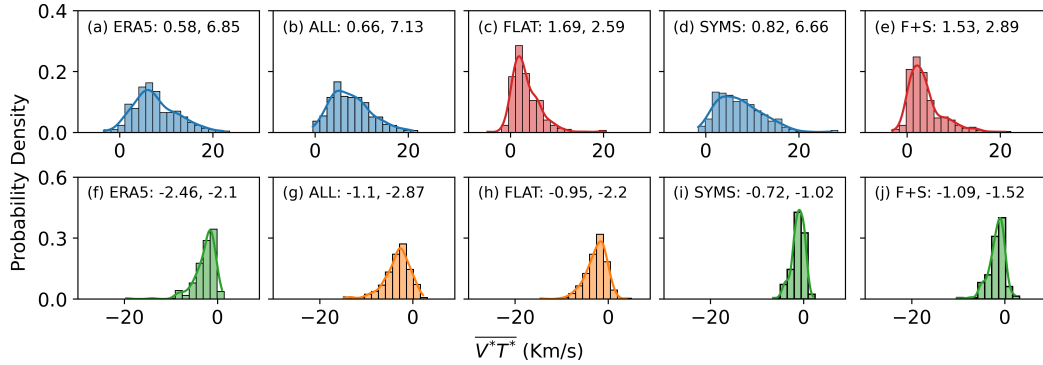 Probability Density
0.4
0.2
0.0
(a) ERA5: 0.58, 6.85
(b) ALL: 0.66, 7.13
(c) FLAT: 1.69, 2.59
(d) SYMS: 0.82, 6.66
(e) F+S: 1.53, 2.89
0 20
0 20
0 20
0 20
0 20
0.6
0.3
0.0
(f) ERA5: -2.46, -2.1
(g) ALL: -1.1, -2.87
(h) FLAT: -0.95, -2.2
(i) SYMS: -0.72, -1.02
(j) F+S: -1.09, -1.52
−20 0
−20 0
−20 0
−20 0
−20 0
V*T* (Km/s)